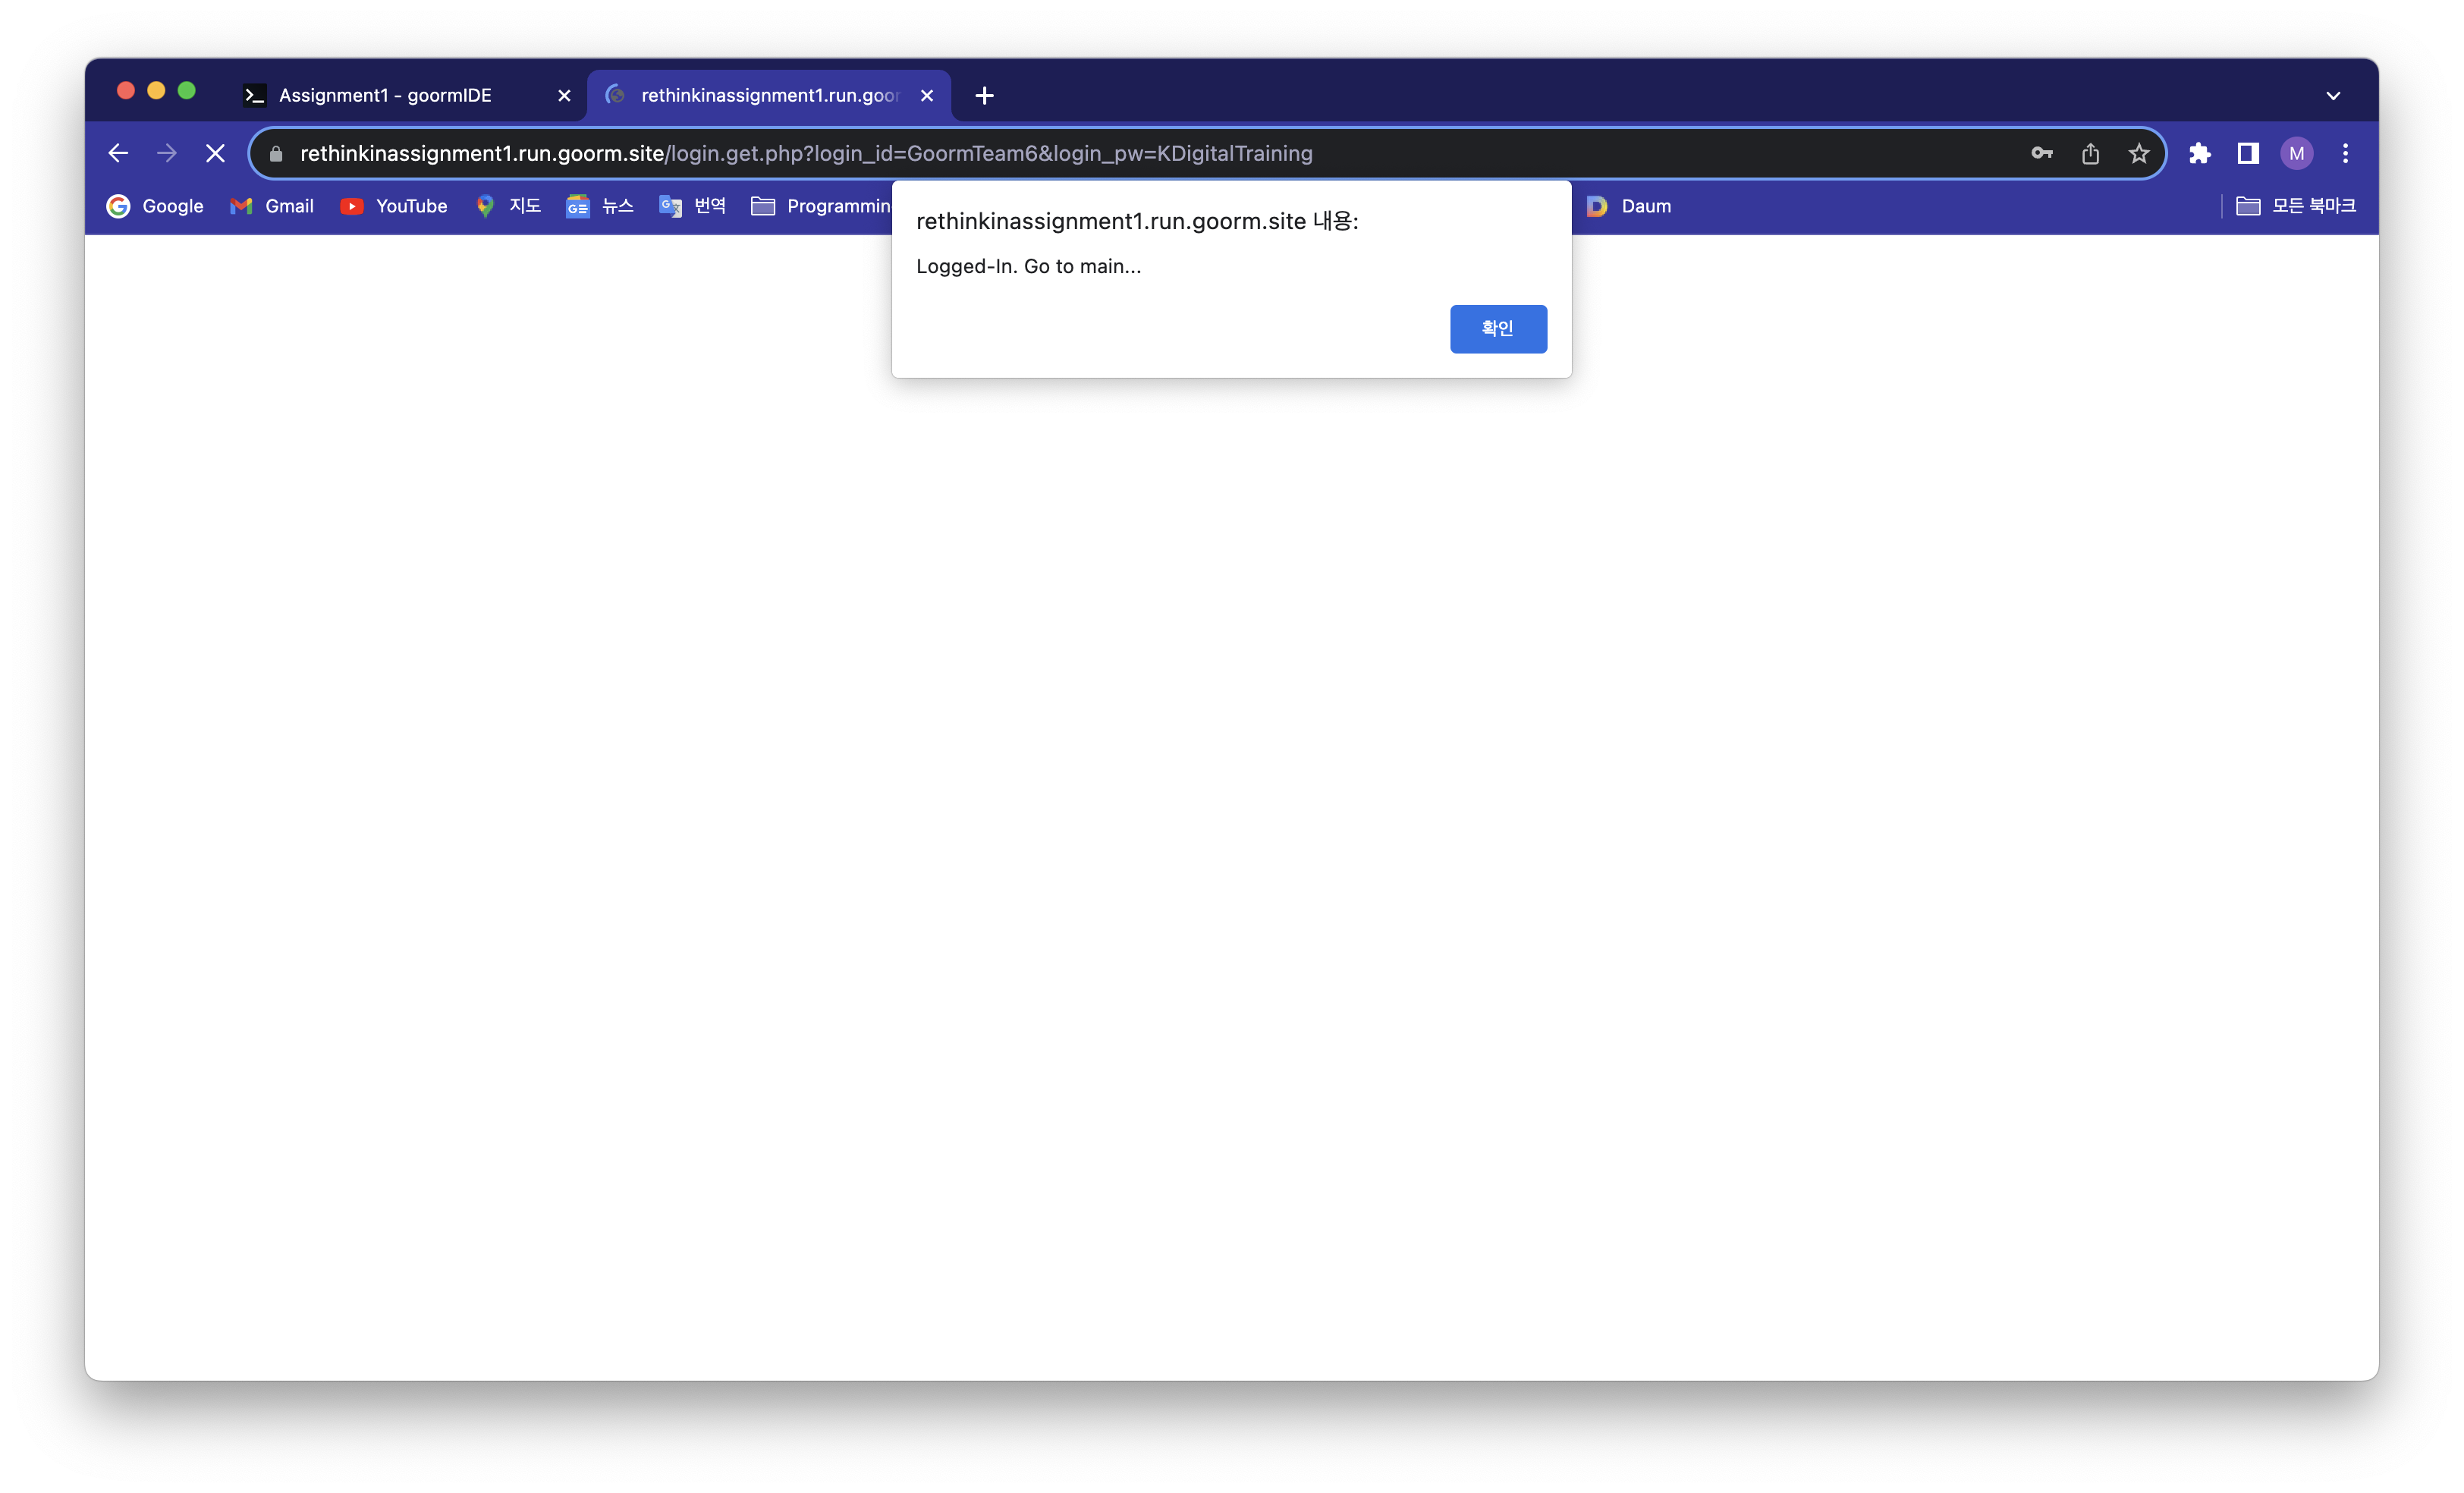 Assignment1 - goormIDE
rethinkinassignment1.run.goor
rethinkinassignment1.run.goorm.site/login.get.php?login_id=GoormTeam6&login_pw=KDigitalTraining
M
Google Gmail YouTube 지도 뉴스 번역 Programmin Daum 모든 북마크
rethinkinassignment1.run.goorm.site 내용:
Logged-In. Go to main...
확인